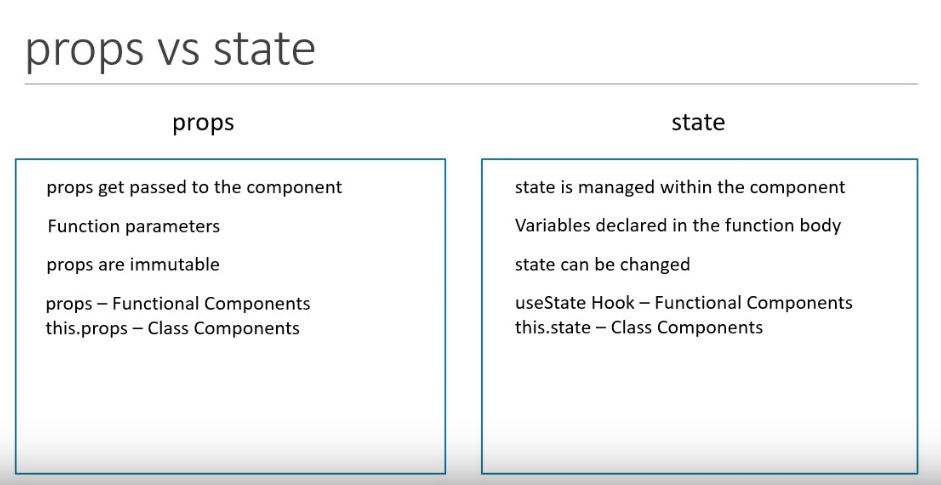 props vs state
props
props get passed to the component
Function parameters
props are immutable
props – Functional Components
this.props – Class Components
state
state is managed within the component
Variables declared in the function body
state can be changed
useState Hook – Functional Components
this.state – Class Components